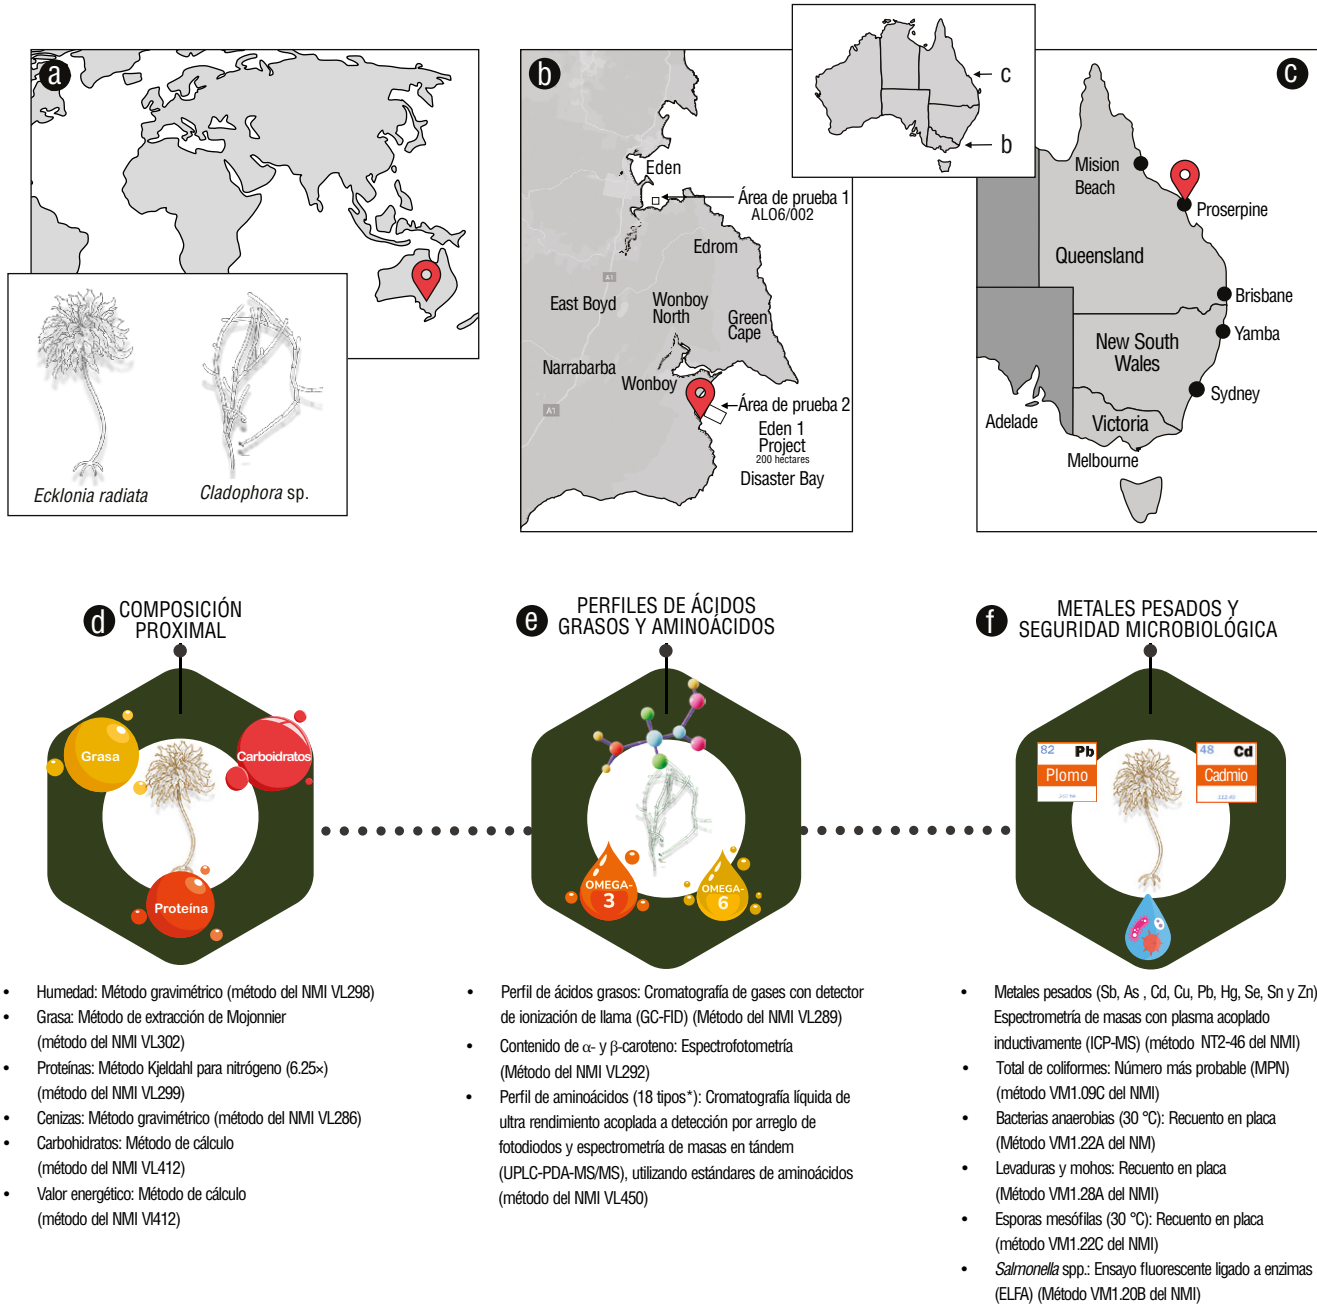 a
Ecklonia radiata
Cladophora sp.
b
Eden
Área de prueba 1
ALO6/002
Edrom
A1
East Boyd
Wonboy
North
Green
Cape
Narrabarba
Wonboy
A1
Área de prueba 2
Eden 1
Project
200 hectares
Disaster Bay
c
b
c
Mision
Beach
Proserpine
Queensland
Brisbane
Yamba
New South
Wales
Sydney
Adelade
Victoria
Melbourne
d
COMPOSICIÓN
PROXIMAL
Grasa
Carboidratos
Proteína
• Humedad: Método gravimétrico (método del NMI VL298)
• Grasa: Método de extracción de Mojonnier
(método del NMI VL302)
• Proteínas: Método Kjeldahl para nitrógeno (6.25×)
(método del NMI VL299)
• Cenizas: Método gravimétrico (método del NMI VL286)
• Carbohidratos: Método de cálculo
(método del NMI VL412)
• Valor energético: Método de cálculo
(método del NMI VI412)
e
PERFILES DE ÁCIDOS
GRASOS Y AMINOÁCIDOS
OMEGA-
3
OMEGA-
6
• Perfil de ácidos grasos: Cromatografía de gases con detector
de ionización de llama (GC-FID) (Método del NMI VL289)
• Contenido de α- y β-caroteno: Espectrofotometría
(Método del NMI VL292)
• Perfil de aminoácidos (18 tipos*): Cromatografía líquida de
ultra rendimiento acoplada a detección por arreglo de
fotodiodos y espectrometría de masas en tándem
(UPLC-PDA-MS/MS), utilizando estándares de aminoácidos
(método del NMI VL450)
f
METALES PESADOS Y
SEGURIDAD MICROBIOLÓGICA
82 Pb
Plomo
48 Cd
Cadmio
• Metales pesados (Sb, As , Cd, Cu, Pb, Hg, Se, Sn y Zn)
Espectrometría de masas con plasma acoplado
inductivamente (ICP-MS) (método NT2-46 del NMI)
• Total de coliformes: Número más probable (MPN)
(método VM1.09C del NMI)
• Bacterias anaerobias (30 °C): Recuento en placa
(Método VM1.22A del NM)
• Levaduras y mohos: Recuento en placa
(Método VM1.28A del NMI)
• Esporas mesófilas (30 °C): Recuento en placa
(método VM1.22C del NMI)
• Salmonella spp.: Ensayo fluorescente ligado a enzimas
(ELFA) (Método VM1.20B del NMI)